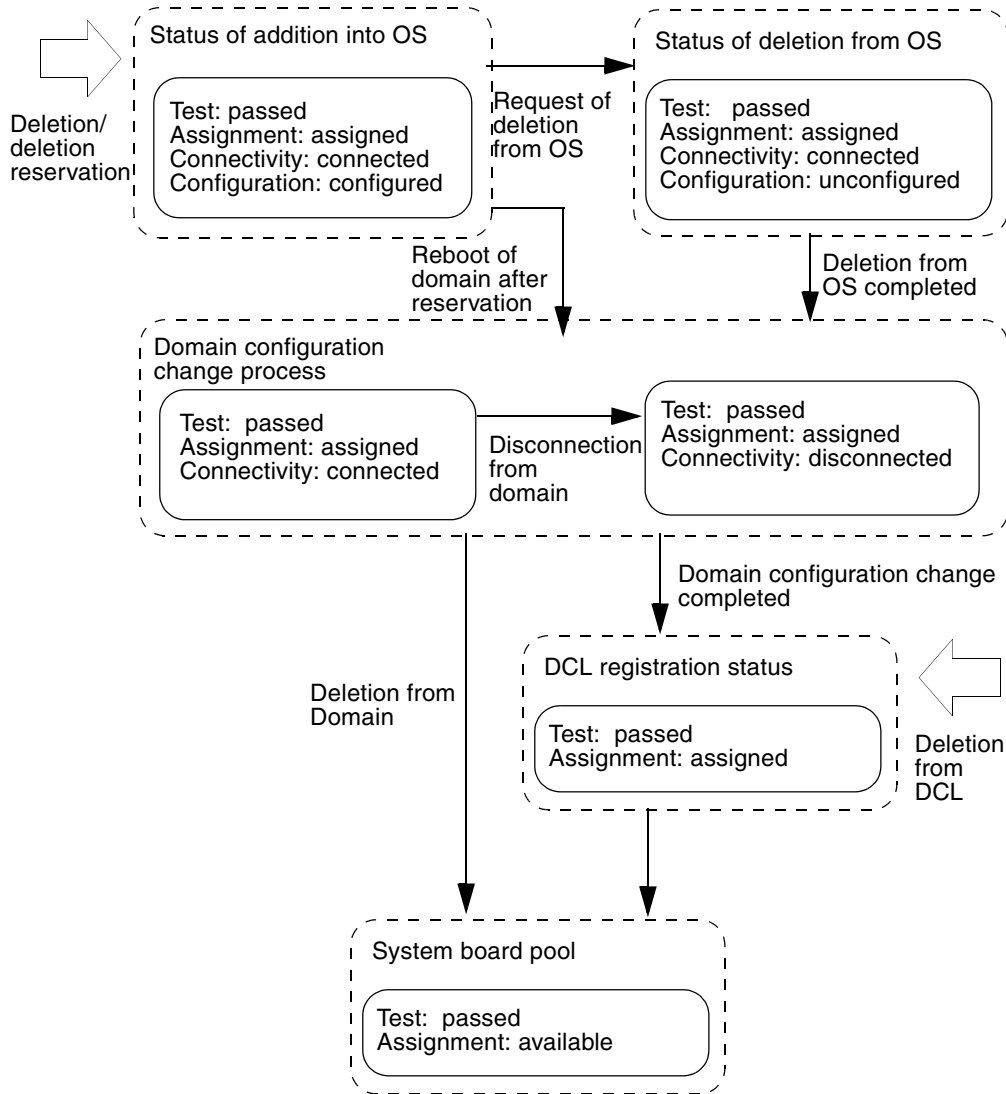 Status of addition into OS
Test: passed
Assignment: assigned
Connectivity: connected
Configuration: configured
Deletion/
deletion
reservation
Request of
deletion
from OS
Status of deletion from OS
Test: passed
Assignment: assigned
Connectivity: connected
Configuration: unconfigured
Reboot of
domain after
reservation
Deletion from
OS completed
Domain configuration
change process
Test: passed
Assignment: assigned
Connectivity: connected
Disconnection
from
domain
Test: passed
Assignment: assigned
Connectivity: disconnected
Domain configuration change
completed
Deletion from
Domain
DCL registration status
Test: passed
Assignment: assigned
Deletion
from
DCL
System board pool
Test: passed
Assignment: available